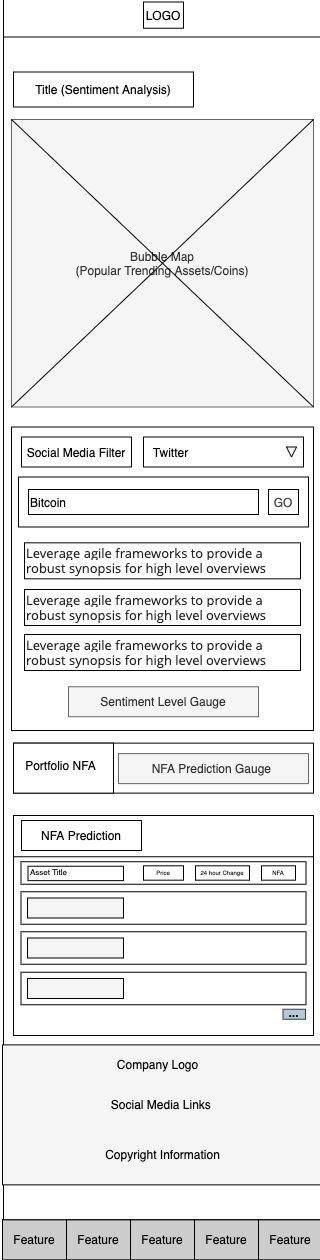 LOGO
Title (Sentiment Analysis)
Bubble Map
(Popular Trending Assets/Coins)
Social Media Filter
Twitter
Bitcoin
GO
Leverage agile frameworks to provide a
robust synopsis for high level overviews
Leverage agile frameworks to provide a
robust synopsis for high level overviews
Leverage agile frameworks to provide a
robust synopsis for high level overviews
Sentiment Level Gauge
Portfolio NFA
NFA Prediction Gauge
NFA Prediction
Asset Title
Price
24 hour Change
NFA
...
Company Logo
Social Media Links
Copyright Information
Feature
Feature
Feature
Feature
Feature